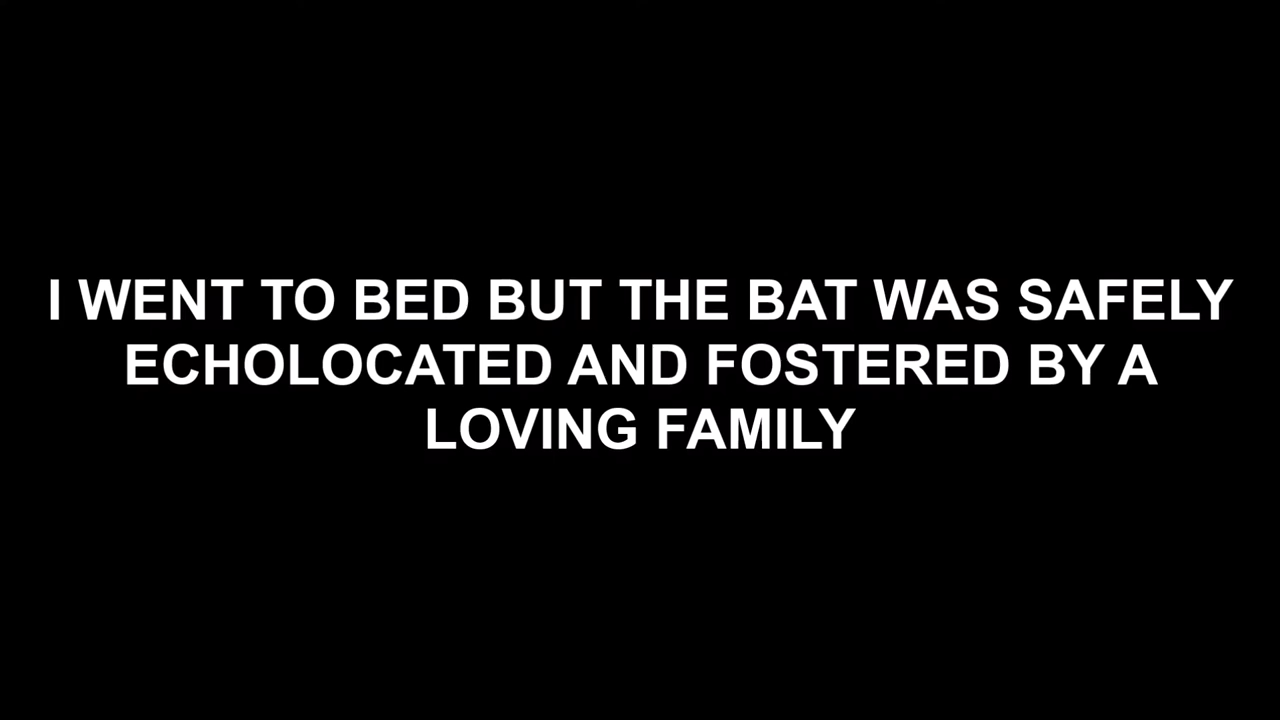 I WENT TO BED BUT THE BAT WAS SAFELY
ECHOLOCATED AND FOSTERED BY A
LOVING FAMILY